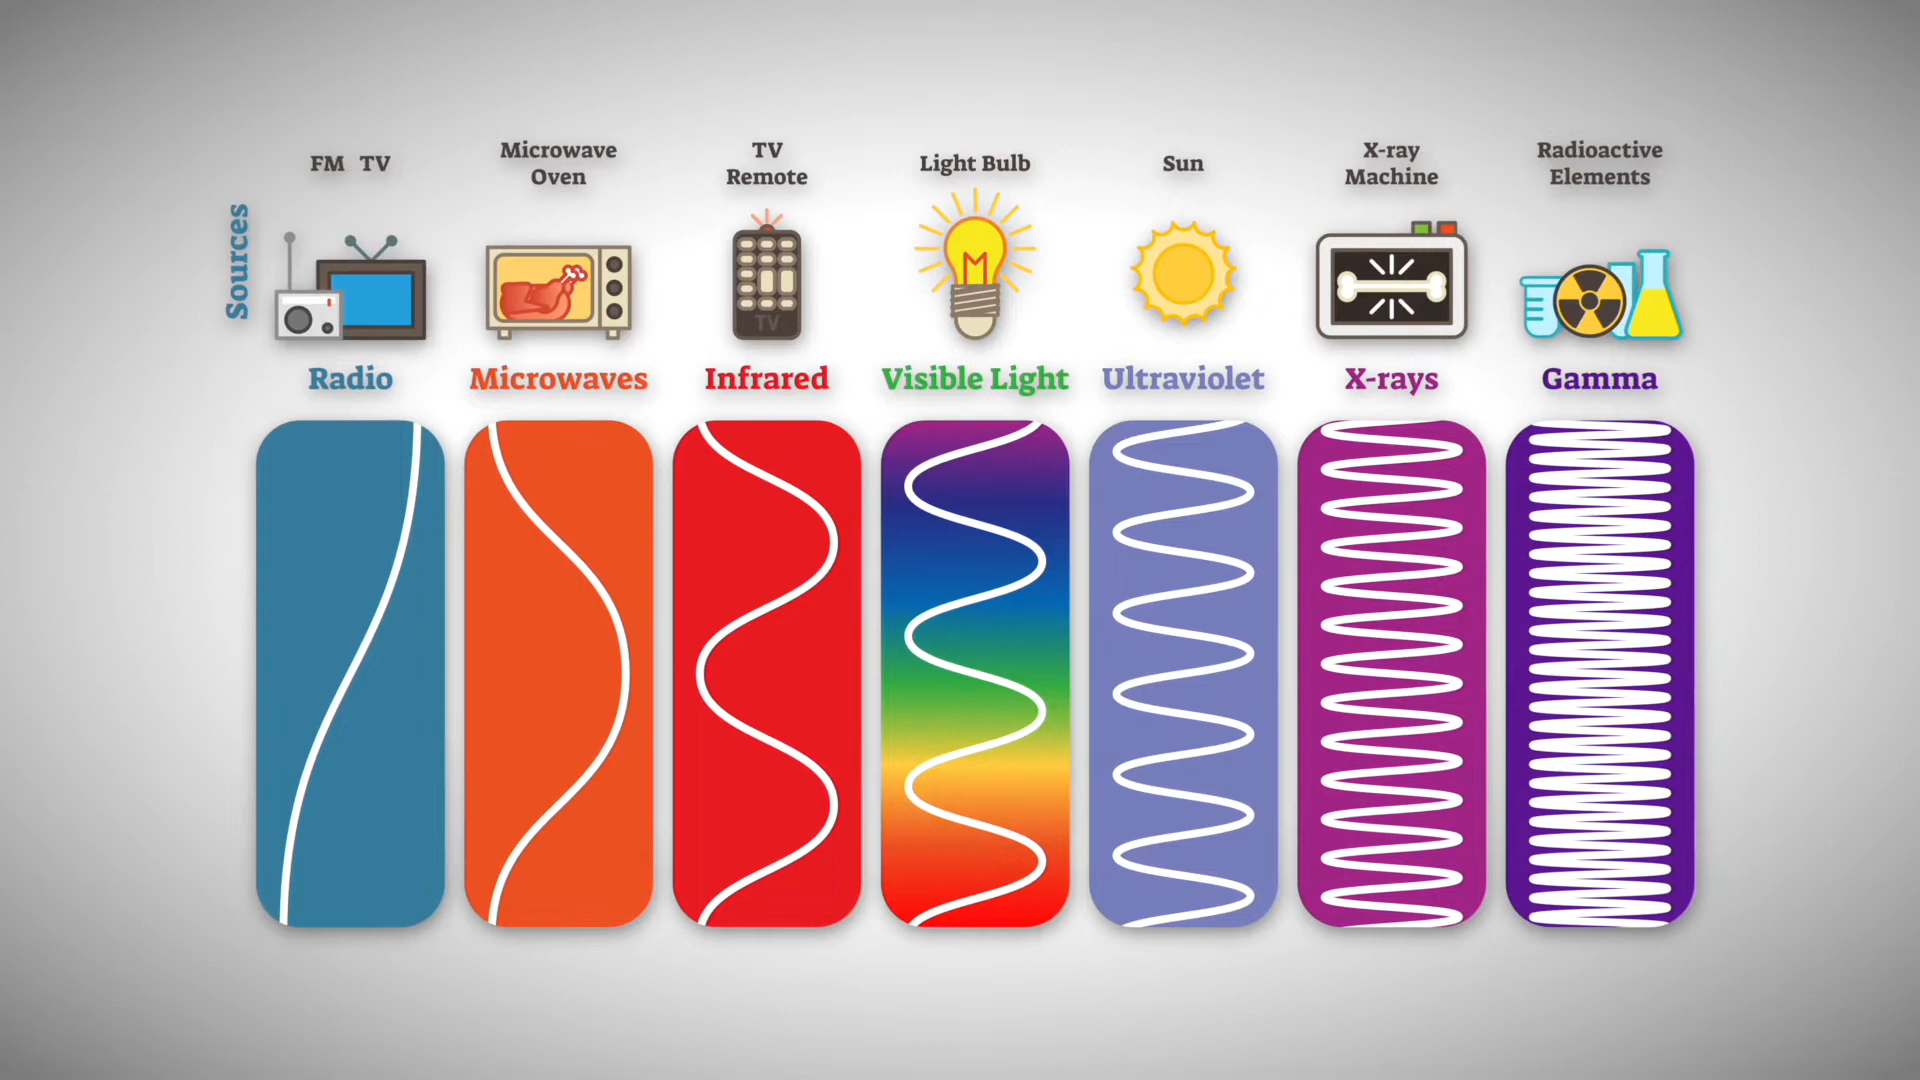 FM TV
Microwave
Oven
TV
Remote
Light Bulb
Sun
X-ray
Machine
Radioactive
Elements
Sources
TV
Radio
Microwaves
Infrared
Visible Light
Ultraviolet
X-rays
Gamma